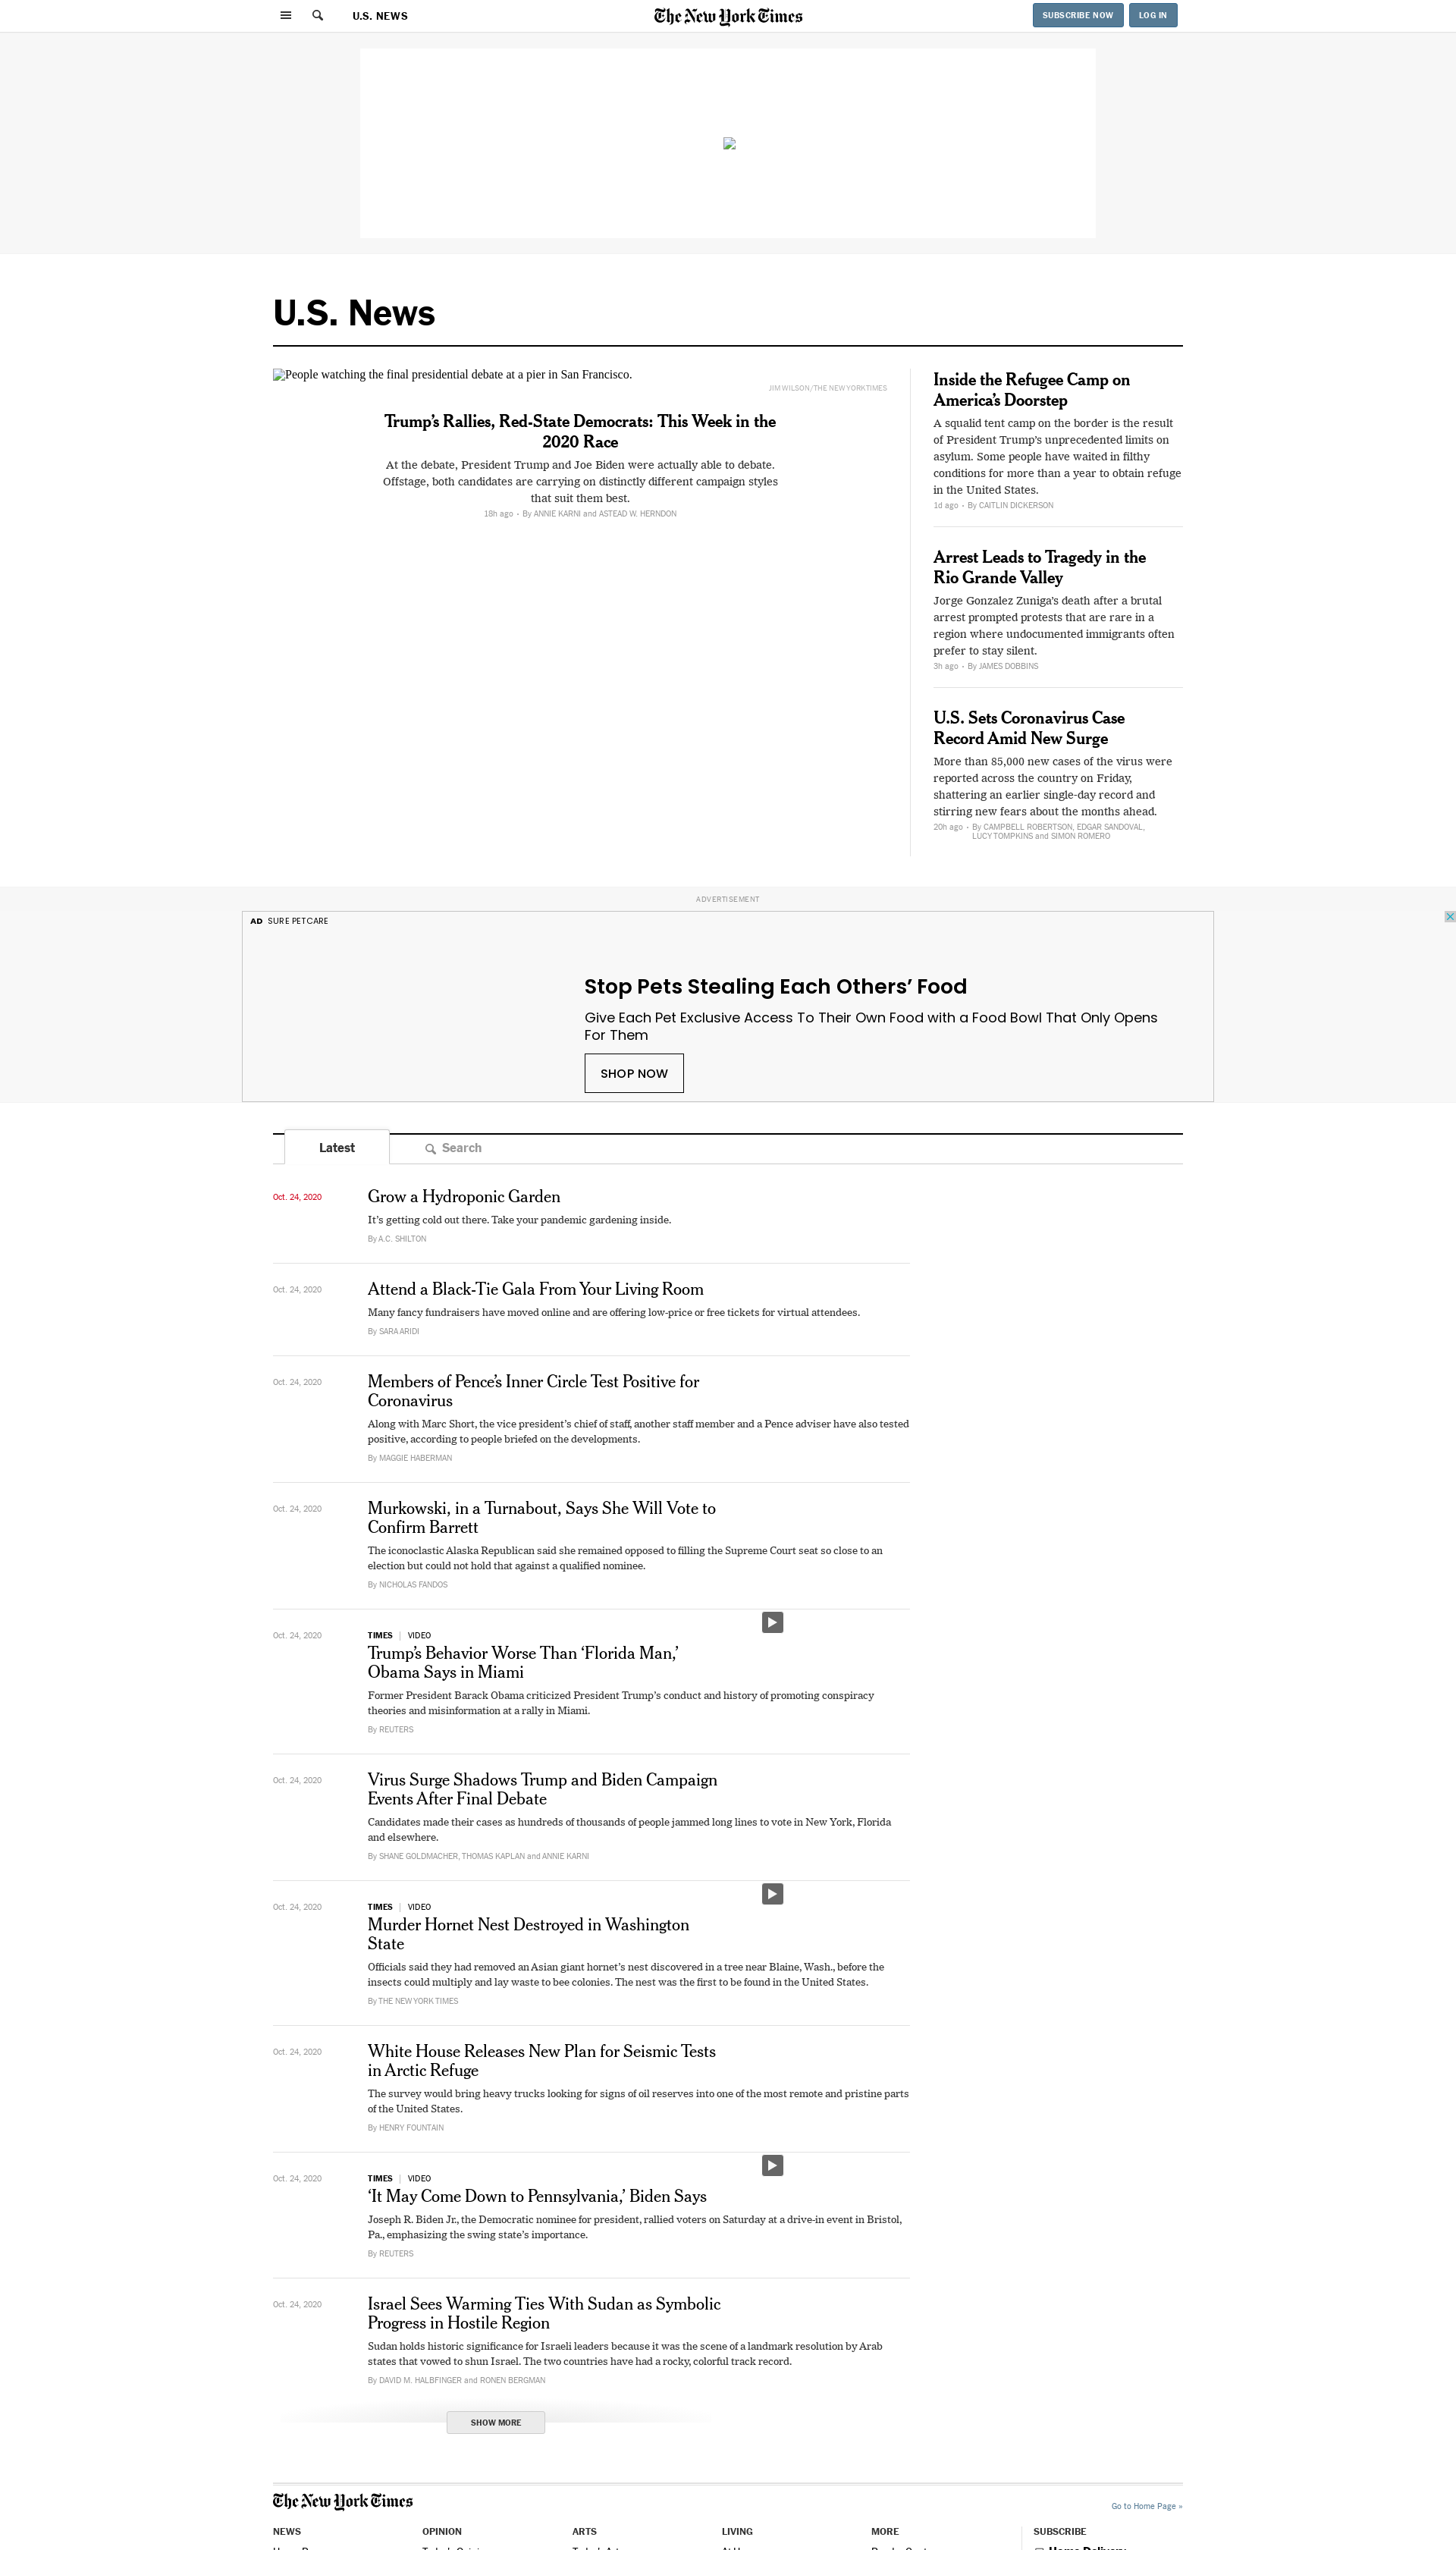 U.S. NEWS
The New York Times
SUBSCRIBE NOW
LOG IN
U.S. News
People watching the final presidential debate at a pier in San Francisco.
JIM WILSON/THE NEW YORK TIMES
Trump’s Rallies, Red-State Democrats: This Week in the
2020 Race
At the debate, President Trump and Joe Biden were actually able to debate.
Offstage, both candidates are carrying on distinctly different campaign styles
that suit them best.
18h ago • By ANNIE KARNI and ASTEAD W. HERNDON
Inside the Refugee Camp on
America’s Doorstep
A squalid tent camp on the border is the result
of President Trump’s unprecedented limits on
asylum. Some people have waited in filthy
conditions for more than a year to obtain refuge
in the United States.
1d ago • By CAITLIN DICKERSON
Arrest Leads to Tragedy in the
Rio Grande Valley
Jorge Gonzalez Zuniga’s death after a brutal
arrest prompted protests that are rare in a
region where undocumented immigrants often
prefer to stay silent.
3h ago • By JAMES DOBBINS
U.S. Sets Coronavirus Case
Record Amid New Surge
More than 85,000 new cases of the virus were
reported across the country on Friday,
shattering an earlier single-day record and
stirring new fears about the months ahead.
20h ago • By CAMPBELL ROBERTSON, EDGAR SANDOVAL,
LUCY TOMPKINS and SIMON ROMERO
ADVERTISEMENT
AD SURE PETCARE
Stop Pets Stealing Each Others’ Food
Give Each Pet Exclusive Access To Their Own Food with a Food Bowl That Only Opens
For Them
SHOP NOW
Latest
Search
Oct. 24, 2020
Grow a Hydroponic Garden
It’s getting cold out there. Take your pandemic gardening inside.
By A.C. SHILTON
Oct. 24, 2020
Attend a Black-Tie Gala From Your Living Room
Many fancy fundraisers have moved online and are offering low-price or free tickets for virtual attendees.
By SARA ARIDI
Oct. 24, 2020
Members of Pence’s Inner Circle Test Positive for
Coronavirus
Along with Marc Short, the vice president’s chief of staff, another staff member and a Pence adviser have also tested
positive, according to people briefed on the developments.
By MAGGIE HABERMAN
Oct. 24, 2020
Murkowski, in a Turnabout, Says She Will Vote to
Confirm Barrett
The iconoclastic Alaska Republican said she remained opposed to filling the Supreme Court seat so close to an
election but could not hold that against a qualified nominee.
By NICHOLAS FANDOS
Oct. 24, 2020
TIMES | VIDEO
Trump’s Behavior Worse Than ‘Florida Man,’
Obama Says in Miami
Former President Barack Obama criticized President Trump’s conduct and history of promoting conspiracy
theories and misinformation at a rally in Miami.
By REUTERS
Oct. 24, 2020
Virus Surge Shadows Trump and Biden Campaign
Events After Final Debate
Candidates made their cases as hundreds of thousands of people jammed long lines to vote in New York, Florida
and elsewhere.
By SHANE GOLDMACHER, THOMAS KAPLAN and ANNIE KARNI
Oct. 24, 2020
TIMES | VIDEO
Murder Hornet Nest Destroyed in Washington
State
Officials said they had removed an Asian giant hornet’s nest discovered in a tree near Blaine, Wash., before the
insects could multiply and lay waste to bee colonies. The nest was the first to be found in the United States.
By THE NEW YORK TIMES
Oct. 24, 2020
White House Releases New Plan for Seismic Tests
in Arctic Refuge
The survey would bring heavy trucks looking for signs of oil reserves into one of the most remote and pristine parts
of the United States.
By HENRY FOUNTAIN
Oct. 24, 2020
TIMES | VIDEO
‘It May Come Down to Pennsylvania,’ Biden Says
Joseph R. Biden Jr., the Democratic nominee for president, rallied voters on Saturday at a drive-in event in Bristol,
Pa., emphasizing the swing state’s importance.
By REUTERS
Oct. 24, 2020
Israel Sees Warming Ties With Sudan as Symbolic
Progress in Hostile Region
Sudan holds historic significance for Israeli leaders because it was the scene of a landmark resolution by Arab
states that vowed to shun Israel. The two countries have had a rocky, colorful track record.
By DAVID M. HALBFINGER and RONEN BERGMAN
SHOW MORE
The New York Times
Go to Home Page »
NEWS
OPINION
ARTS
LIVING
MORE
SUBSCRIBE